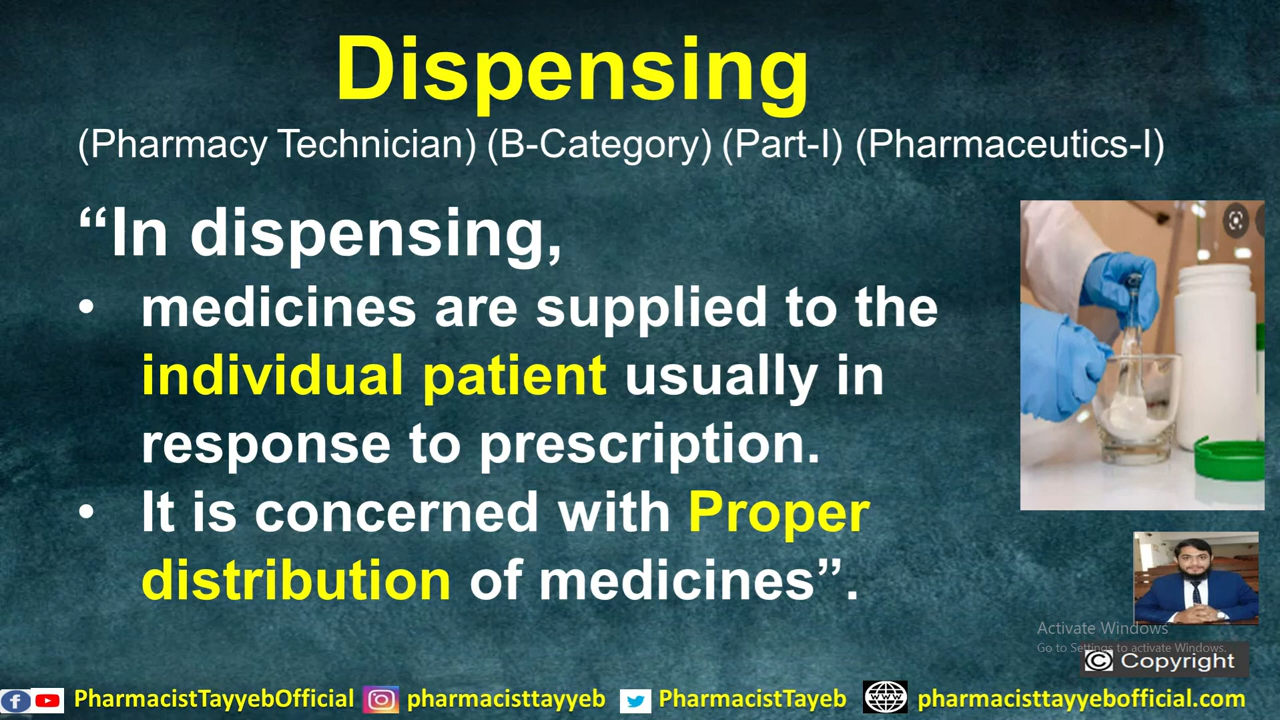 Dispensing
(Pharmacy Technician) (B-Category) (Part-I) (Pharmaceutics-I)
“In dispensing,
• medicines are supplied to the
individual patient usually in
response to prescription.
• It is concerned with Proper
distribution of medicines”.
Activate Windows
Go to Settings to activate Windows.
© Copyright
PharmacistTayyebOfficial pharmacisttayyeb PharmacistTayeb pharmacisttayyebofficial.com